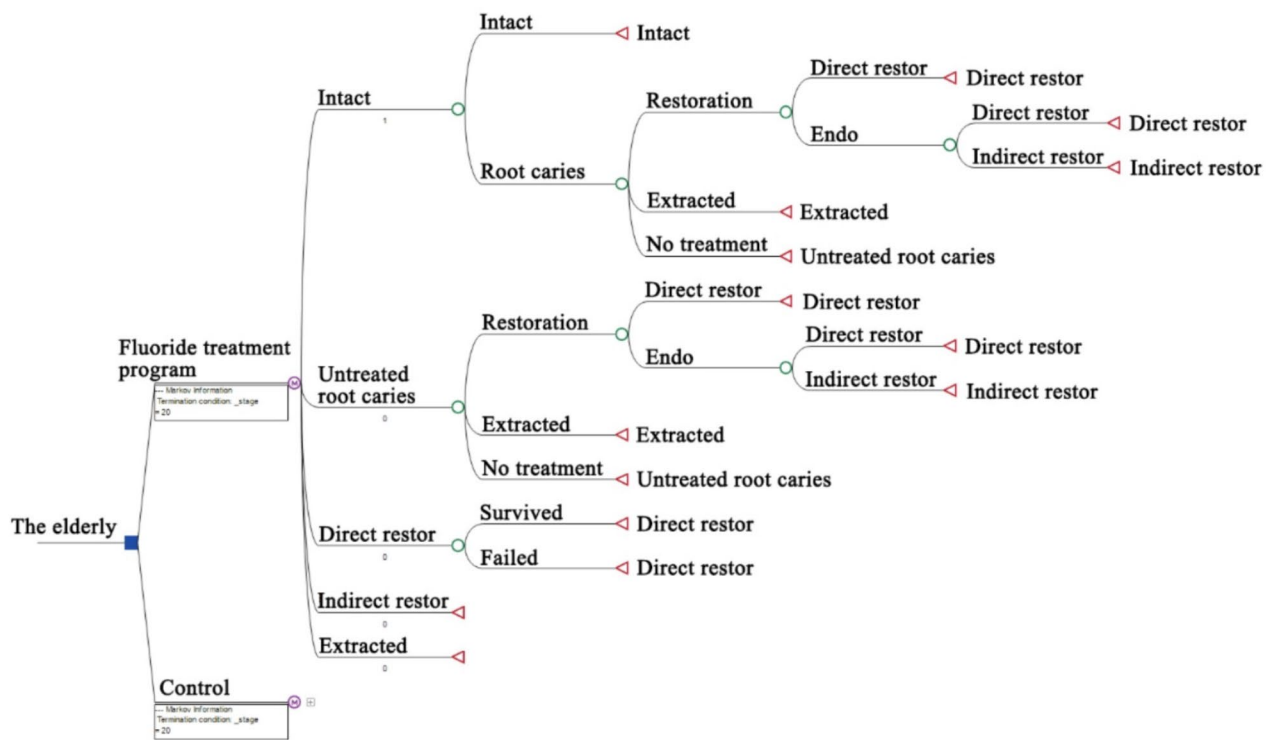 Intact
Intact
Direct restor
Direct restor
Intact
1
Restoration
Direct restor
Direct restor
Endo
Indirect restor
Indirect restor
Root caries
Extracted
Extracted
No treatment
Untreated root caries
Direct restor
Direct restor
Restoration
Fluoride treatment
program
Direct restor
Direct restor
Endo
--- Markov Information
Termination condition: _stage
= 20
M
Untreated
root caries
0
Indirect restor
Indirect restor
Extracted
Extracted
No treatment
Untreated root caries
The elderly
Survived
Direct restor
Direct restor
0
Failed
Direct restor
Indirect restor
0
Extracted
0
Control
M
--- Markov Information
Termination condition: _stage
= 20